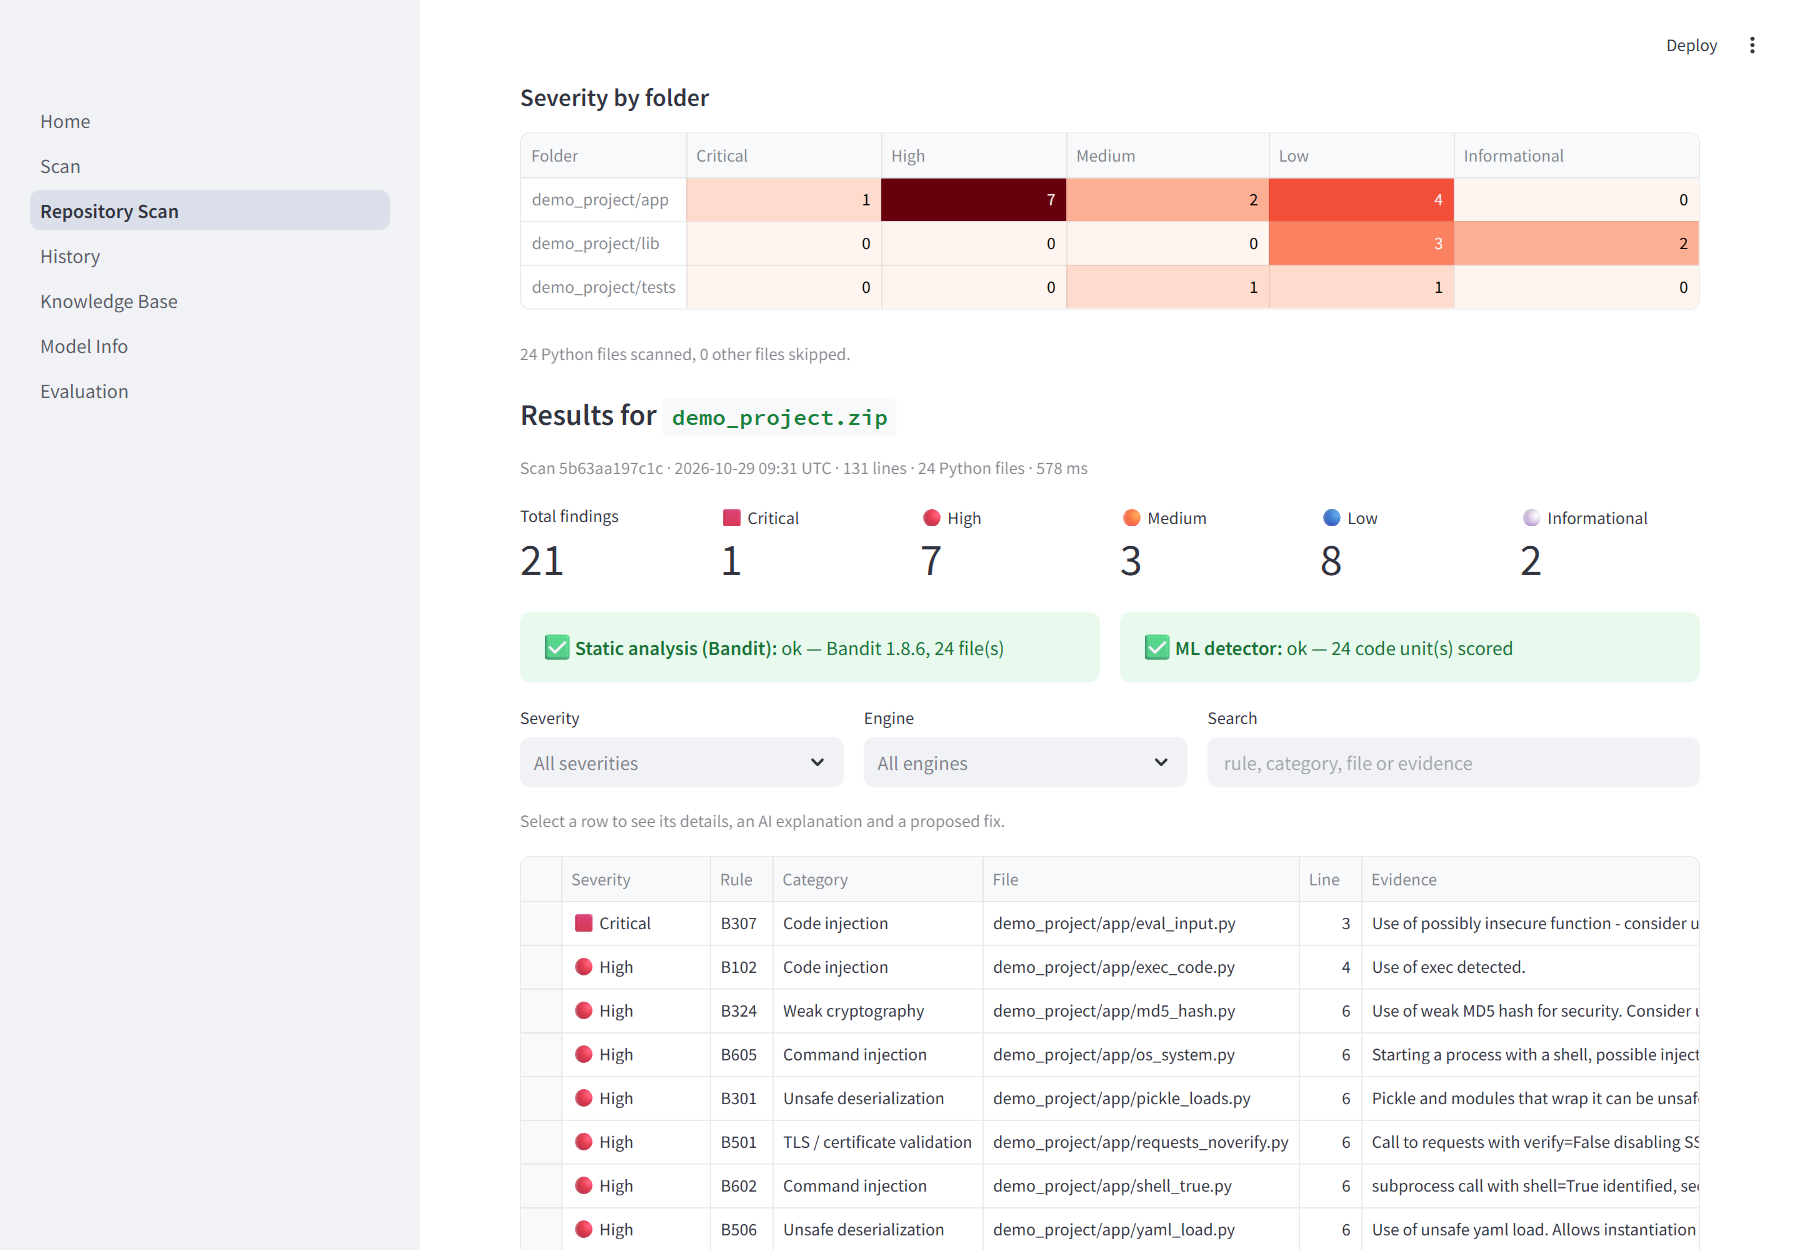 Deploy
Home
Scan
Repository Scan
History
Knowledge Base
Model Info
Evaluation
Severity by folder
Folder Critical High Medium Low Informational
demo_project/app 1 7 2 4 0
demo_project/lib 0 0 0 3 2
demo_project/tests 0 0 1 1 0
24 Python files scanned, 0 other files skipped.
Results for demo_project.zip
Scan 5b63aa197c1c · 2026-10-29 09:31 UTC · 131 lines · 24 Python files · 578 ms
Total findings Critical High Medium Low Informational
21 1 7 3 8 2
Static analysis (Bandit): ok — Bandit 1.8.6, 24 file(s)
ML detector: ok — 24 code unit(s) scored
Severity Engine Search
All severities All engines rule, category, file or evidence
Select a row to see its details, an AI explanation and a proposed fix.
Severity Rule Category File Line Evidence
Critical B307 Code injection demo_project/app/eval_input.py 3 Use of possibly insecure function - consider u
High B102 Code injection demo_project/app/exec_code.py 4 Use of exec detected.
High B324 Weak cryptography demo_project/app/md5_hash.py 6 Use of weak MD5 hash for security. Consider u
High B605 Command injection demo_project/app/os_system.py 6 Starting a process with a shell, possible inject
High B301 Unsafe deserialization demo_project/app/pickle_loads.py 6 Pickle and modules that wrap it can be unsaf
High B501 TLS / certificate validation demo_project/app/requests_noverify.py 6 Call to requests with verify=False disabling SS
High B602 Command injection demo_project/app/shell_true.py 6 subprocess call with shell=True identified, sec
High B506 Unsafe deserialization demo_project/app/yaml_load.py 6 Use of unsafe yaml load. Allows instantiation